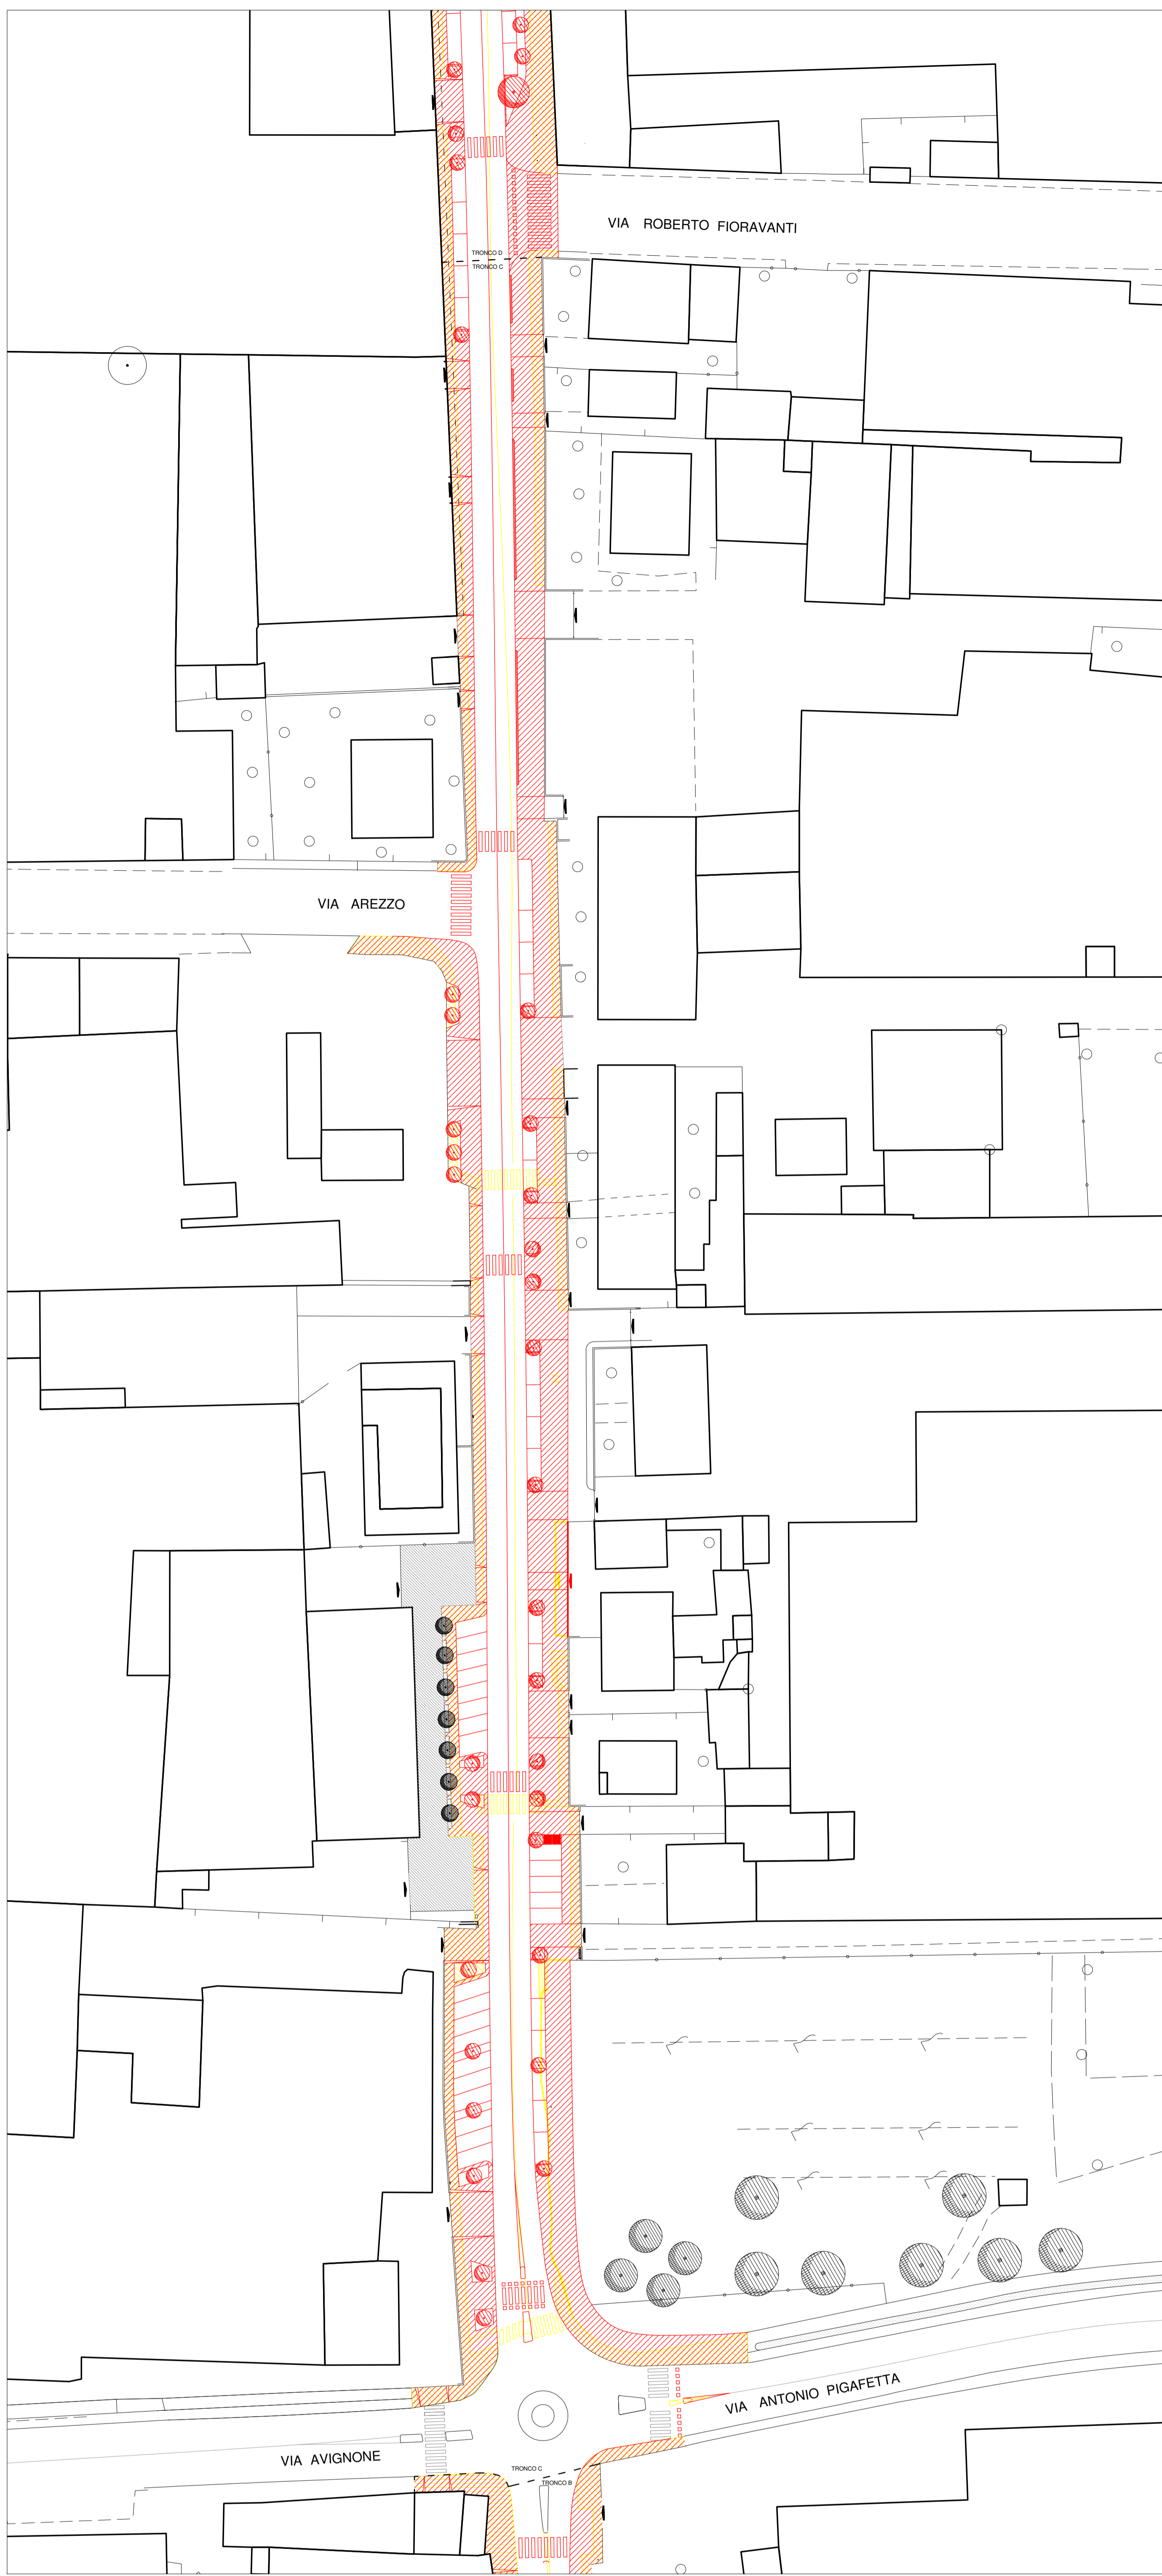 VIA ROBERTO FIORAVANTI
TRONCO D
TRONCO C
VIA AREZZO
VIA ANTONIO PIGAFETTA
VIA AVIGNONE
TRONCO C
TRONCO B